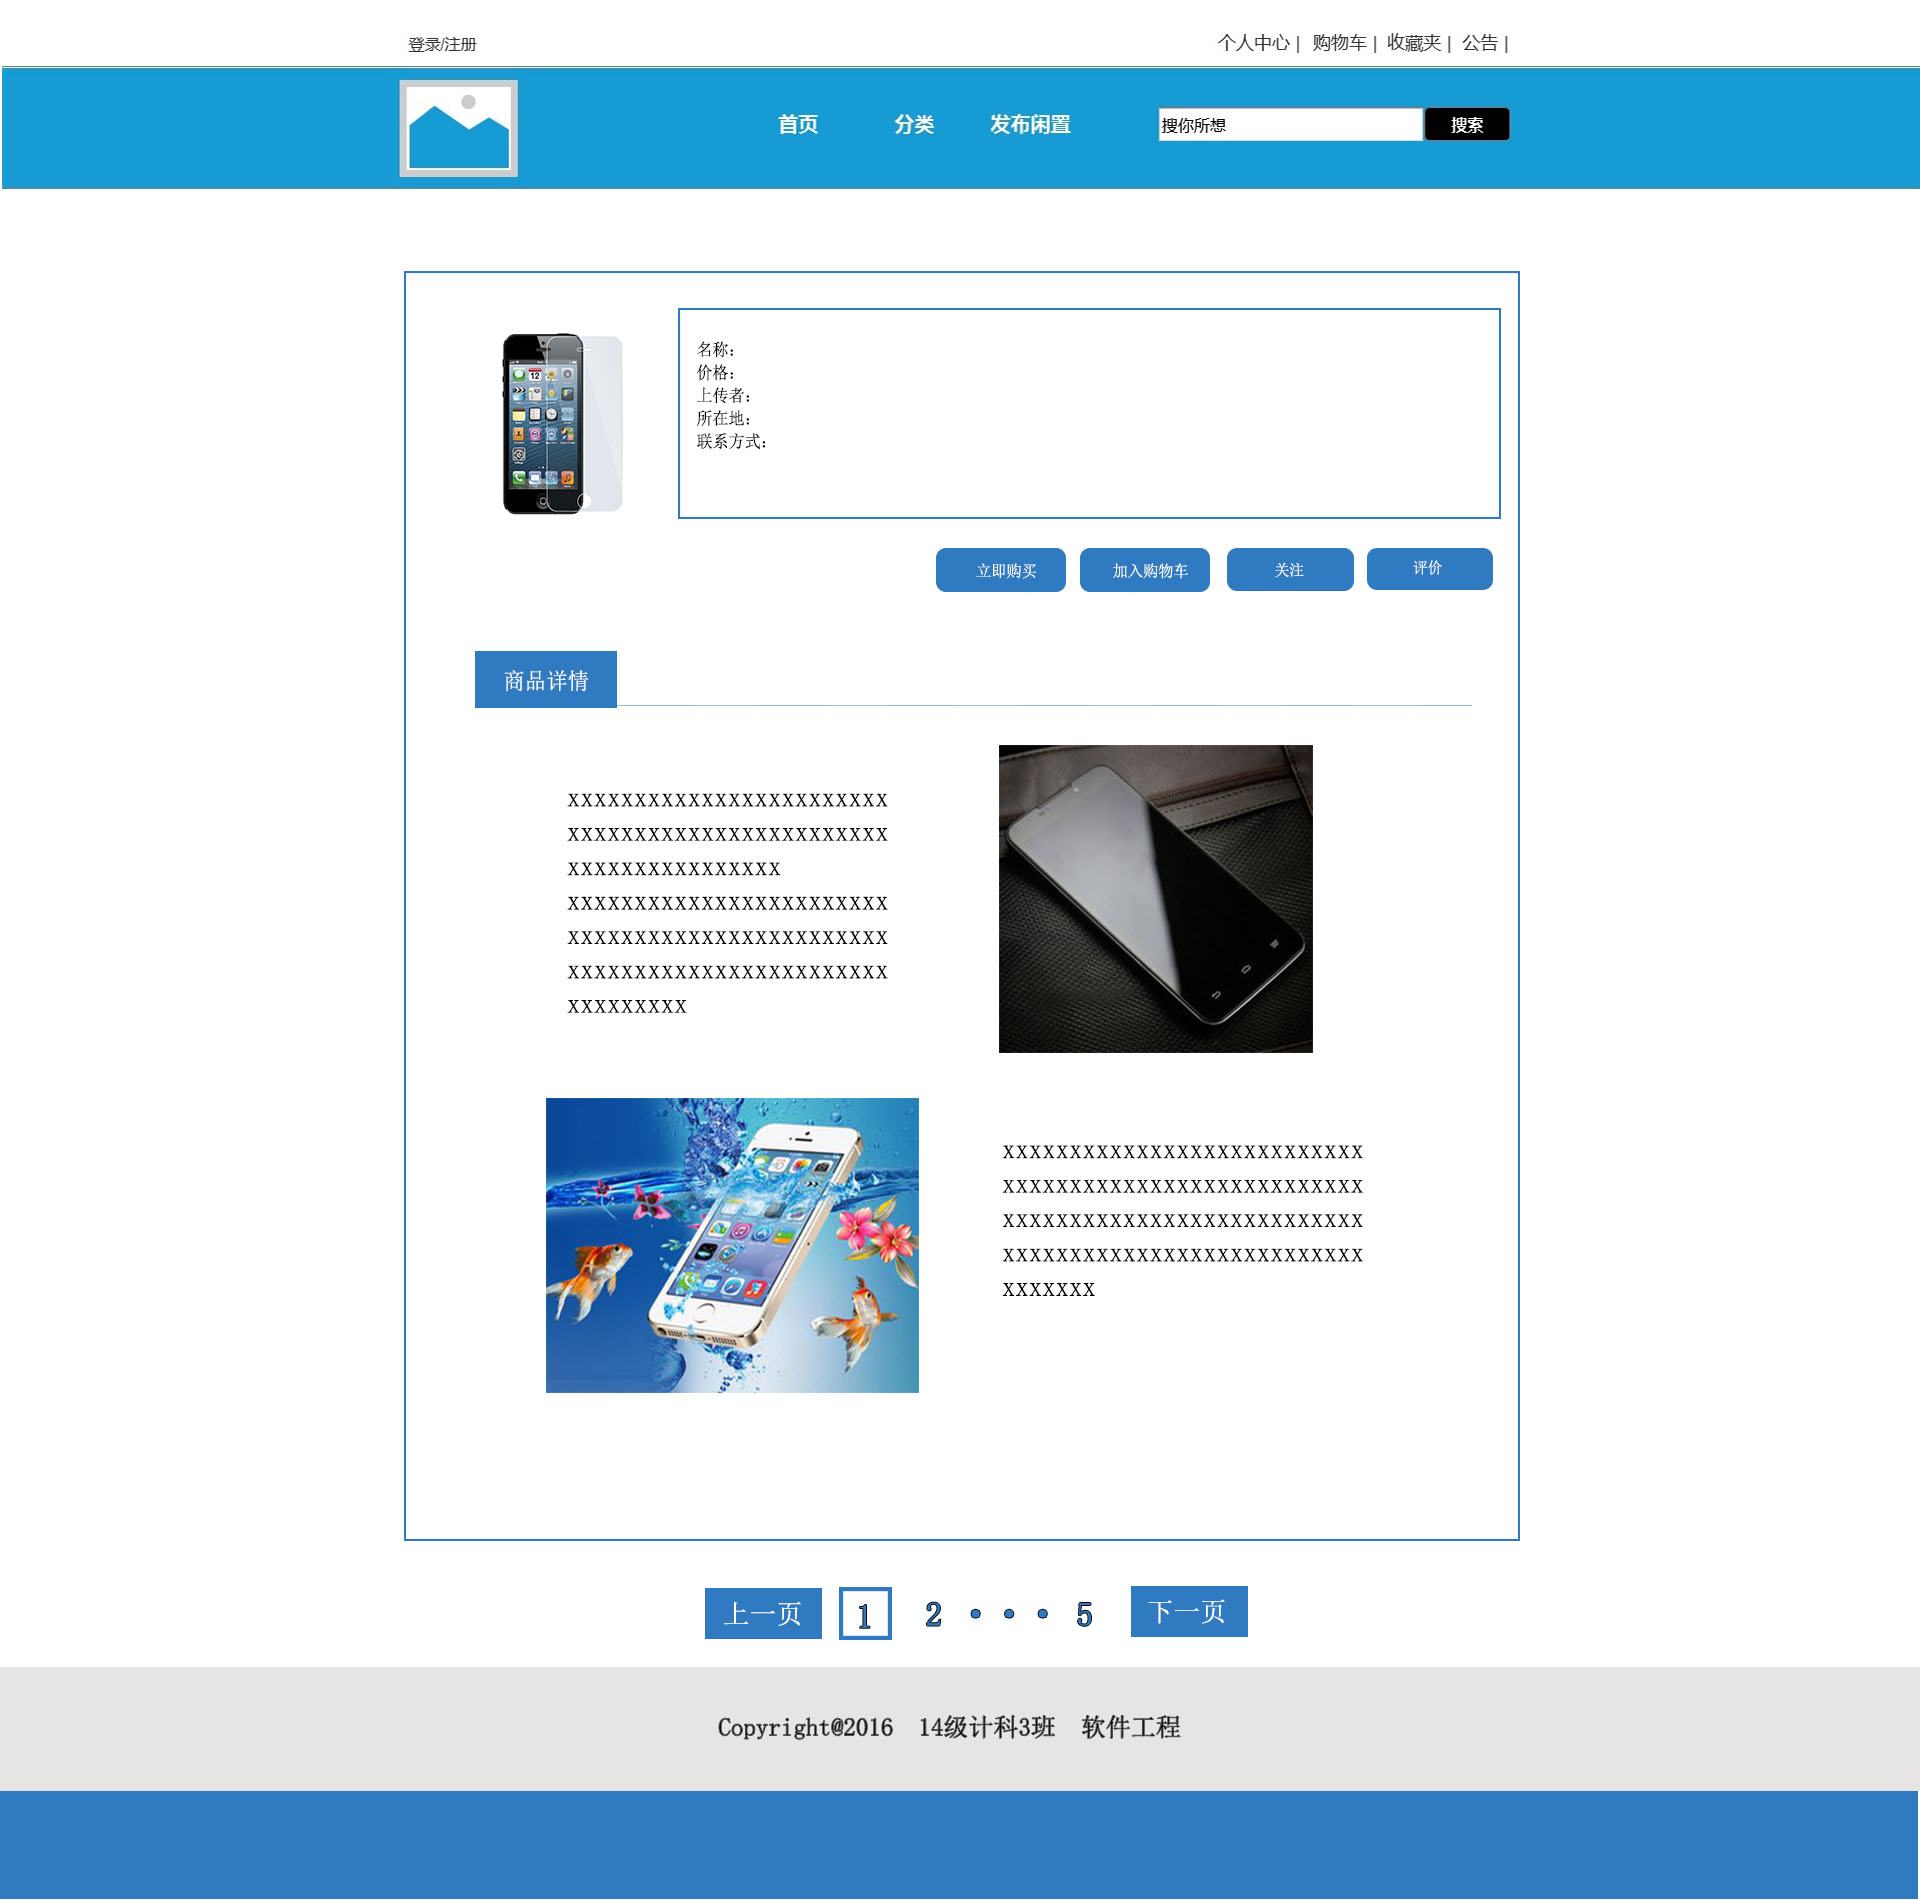 登录/注册
个人中心 | 购物车 | 收藏夹 | 公告 |
首页 分类 发布闲置 搜你所想 搜索
名称：
价格：
上传者：
所在地：
联系方式：
立即购买 加入购物车 关注 评价
商品详情
XXXXXXXXXXXXXXXXXXXXXXXX
XXXXXXXXXXXXXXXXXXXXXXXX
XXXXXXXXXXXXXXXX
XXXXXXXXXXXXXXXXXXXXXXXX
XXXXXXXXXXXXXXXXXXXXXXXX
XXXXXXXXXXXXXXXXXXXXXXXX
XXXXXXXXX
XXXXXXXXXXXXXXXXXXXXXXXXXXX
XXXXXXXXXXXXXXXXXXXXXXXXXXX
XXXXXXXXXXXXXXXXXXXXXXXXXXX
XXXXXXXXXXXXXXXXXXXXXXXXXXX
XXXXXXX
上一页 1 2 • • • 5 下一页
Copyright@2016 14级计科3班 软件工程